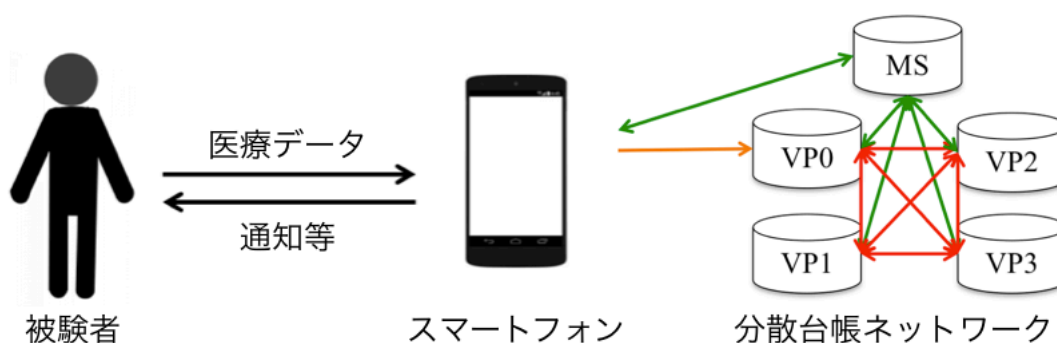 MS
医療データ
VP0
VP2
通知等
VP1
VP3
被験者
スマートフォン
分散台帳ネットワーク